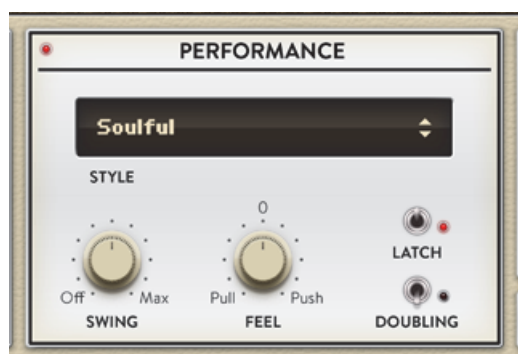 PERFORMANCE
Soulful
STYLE
0
Off Max
SWING
Pull Push
FEEL
LATCH
DOUBLING